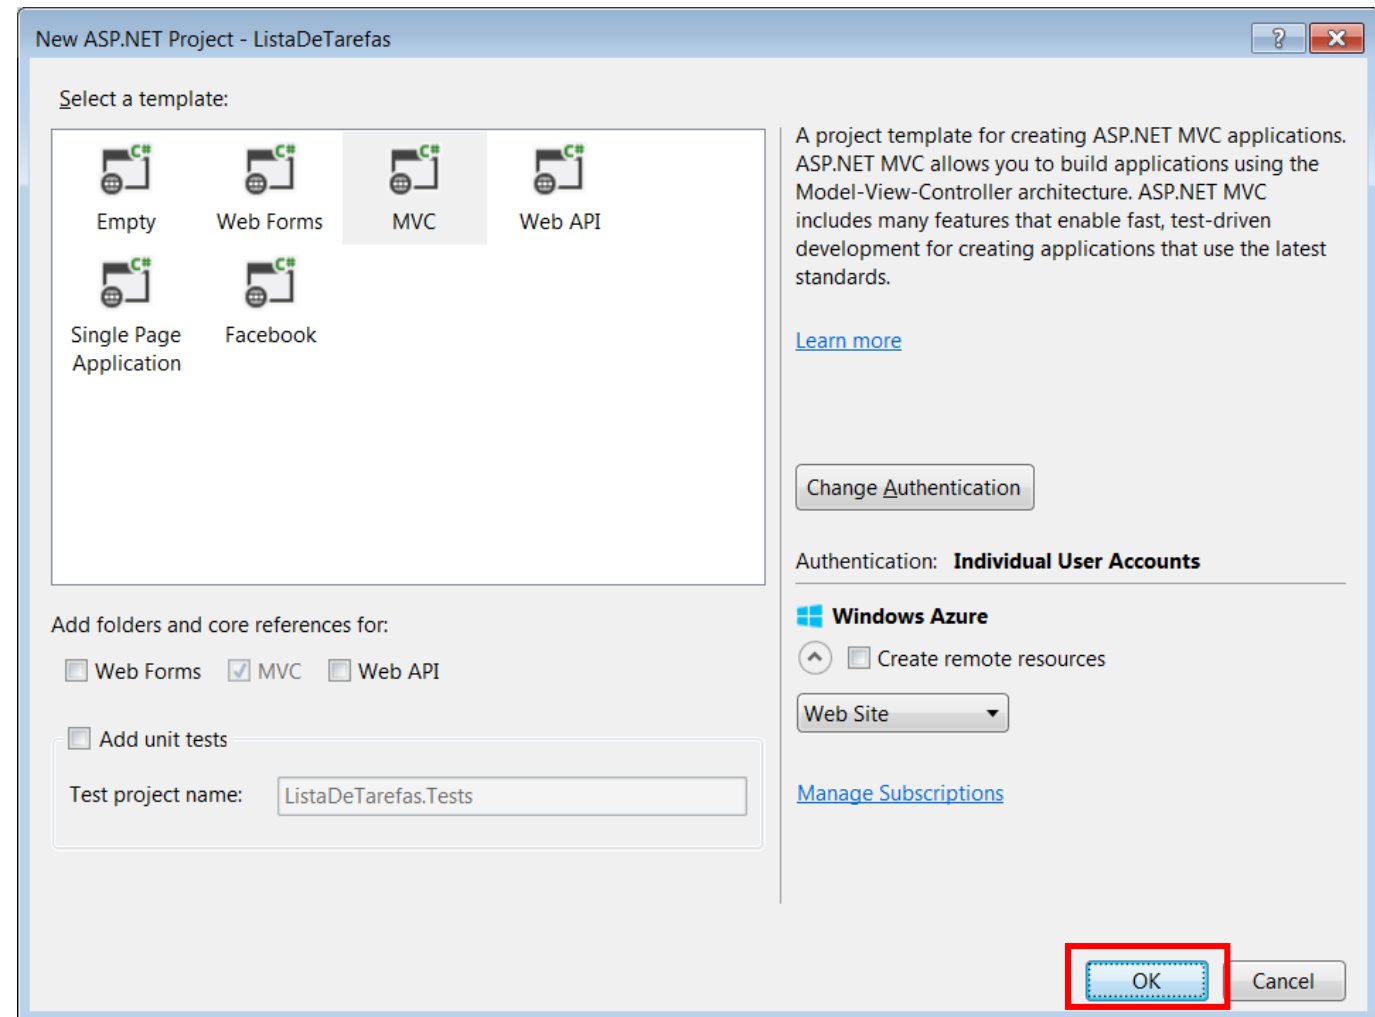 New ASP.NET Project - ListaDeTarefas
?
Select a template:
C#
C#
C#
C#
Empty
Web Forms
MVC
Web API
C#
C#
Single Page
Application
Facebook
A project template for creating ASP.NET MVC applications.
ASP.NET MVC allows you to build applications using the
Model-View-Controller architecture. ASP.NET MVC
includes many features that enable fast, test-driven
development for creating applications that use the latest
standards.
Learn more
Change Authentication
Authentication: Individual User Accounts
Windows Azure
Create remote resources
Web Site
Manage Subscriptions
Add folders and core references for:
Web Forms
MVC
Web API
Add unit tests
Test project name:
ListaDeTarefas.Tests
OK
Cancel